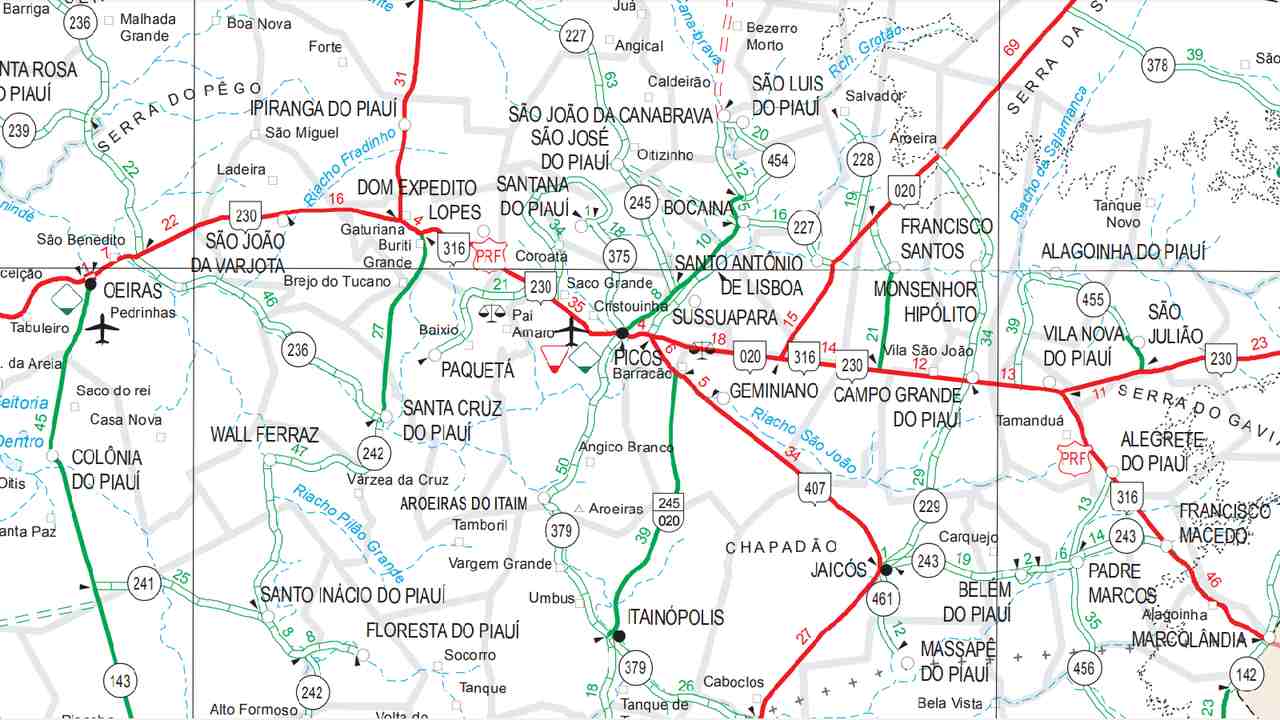 Barriga
236
Malhada
Grande
Boa Nova
Forte
Juá
227
Angical
Cana-brava
Bezerro
Morto
Rch. Grotão
69
SERRA DA
378
39
NTA ROSA
O PIAUÍ
SERRA DO PÊGO
31
63
Caldeirão
SÃO LUIS
DO PIAUÍ
Salvador
IPIRANGA DO PIAUÍ
SÃO JOÃO DA CANABRAVA
239
São Miguel
Riacho Fradinho
SÃO JOSÉ
DO PIAUÍ
Oitizinho
20
454
228
Aroeira
Riacho da Salamanca
22
Ladeira
12
020
DOM EXPEDITO
LOPES
SANTANA
DO PIAUÍ
245
BOCAINA
5
19
Tanque
Novo
22
230
16
4
1
18
34
16
227
FRANCISCO
SANTOS
São Benedito
SÃO JOÃO
DA VARJOTA
Gaturiana
Buriti
Grande
316
PRF
Coroatá
375
10
SANTO ANTÔNIO
DE LISBOA
ALAGOINHA DO PIAUÍ
7
1
ceição
OEIRAS
Pedrinhas
Brejo do Tucano
21
230
Saco Grande
Cristouinha
8
MONSENHOR
HIPÓLITO
455
SÃO
JULIÃO
Tabuleiro
46
27
Baixio
Pai
Amaro
35
4
SUSSUAPARA
15
21
34
39
VILA NOVA
DO PIAUÍ
. da Areia
236
PAQUETÁ
PICOS
Barracão
6
18
020
316
14
230
Vila São João
12
13
230
23
Saco do rei
Casa Nova
5
GEMINIANO
CAMPO GRANDE
DO PIAUÍ
11
SERRA DO GAVI
45
SANTA CRUZ
DO PIAUÍ
Riacho São João
Tamanduá
WALL FERRAZ
242
Angico Branco
34
PRF
ALEGRETE
DO PIAUÍ
COLÔNIA
DO PIAUÍ
47
Várzea da Cruz
50
407
29
316
Oitis
Riacho Pilão Grande
AROEIRAS DO ITAIM
Aroeiras
245
020
229
13
FRANCISCO
MACEDO
anta Paz
Tamboril
379
39
CHAPADÃO
Carquejo
14
243
Vargem Grande
JAICÓS
1
243
19
2
6
46
241
25
SANTO INÁCIO DO PIAUÍ
Umbus
461
BELÉM
DO PIAUÍ
PADRE
MARCOS
Alagoinha
8
8
FLORESTA DO PIAUÍ
ITAINÓPOLIS
27
12
35
MARCOLÂNDIA
Socorro
379
MASSAPÊ
DO PIAUÍ
143
242
Tanque
18
26
Caboclos
456
142
Alto Formoso
Volta do
Tanque de
Bela Vista
23